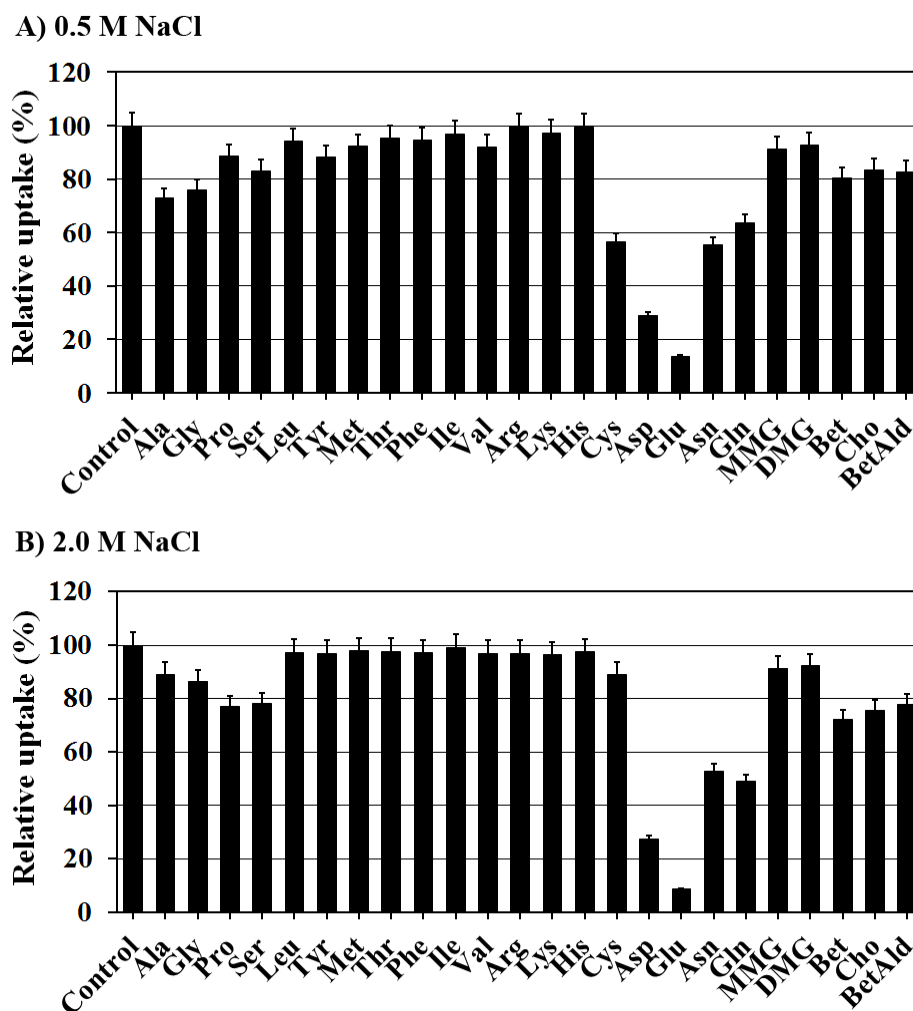 A) 0.5 M NaCl
Relative uptake (%)
120
100
80
60
40
20
0
Control Ala Gly Pro Ser Leu Tyr Met Thr Phe Ile Val Arg Lys His Cys Asp Glu Asn Gln MMG DMG Bet Cho BetAld
B) 2.0 M NaCl
Relative uptake (%)
120
100
80
60
40
20
0
Control Ala Gly Pro Ser Leu Tyr Met Thr Phe Ile Val Arg Lys His Cys Asp Glu Asn Gln MMG DMG Bet Cho BetAld